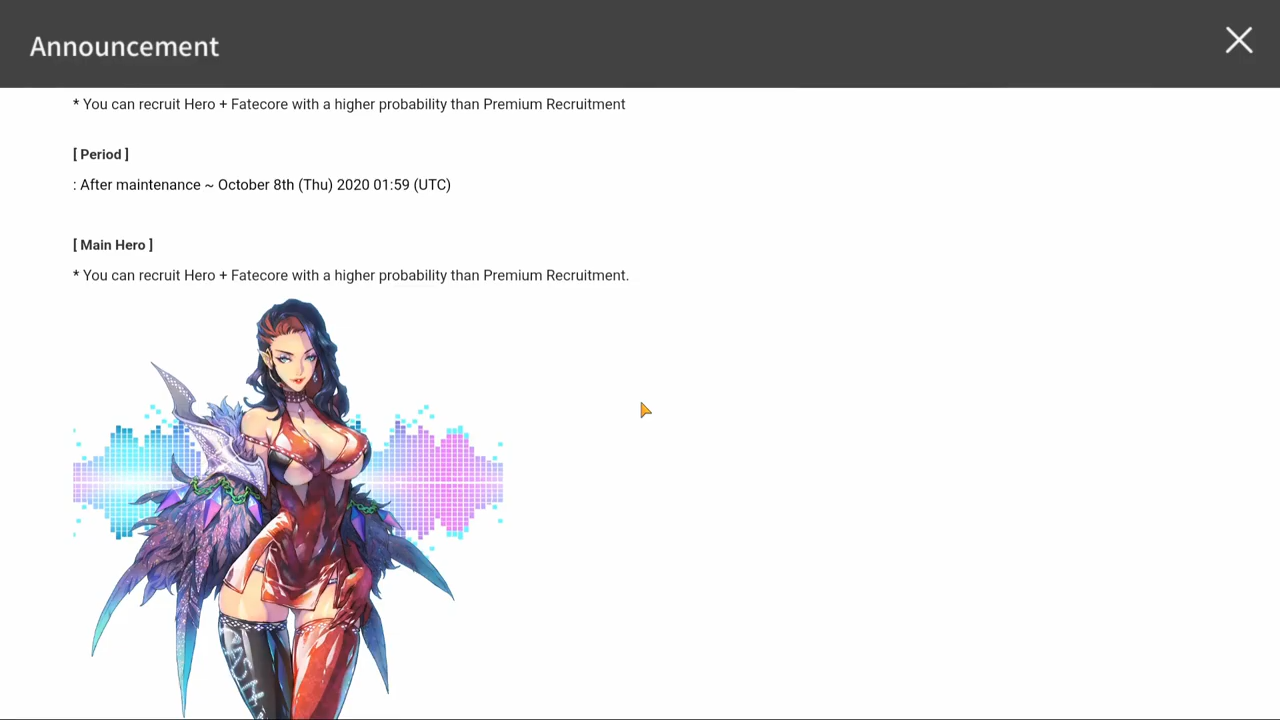 Announcement
* You can recruit Hero + Fatecore with a higher probability than Premium Recruitment
[ Period ]
: After maintenance ~ October 8th (Thu) 2020 01:59 (UTC)
[ Main Hero ]
* You can recruit Hero + Fatecore with a higher probability than Premium Recruitment.